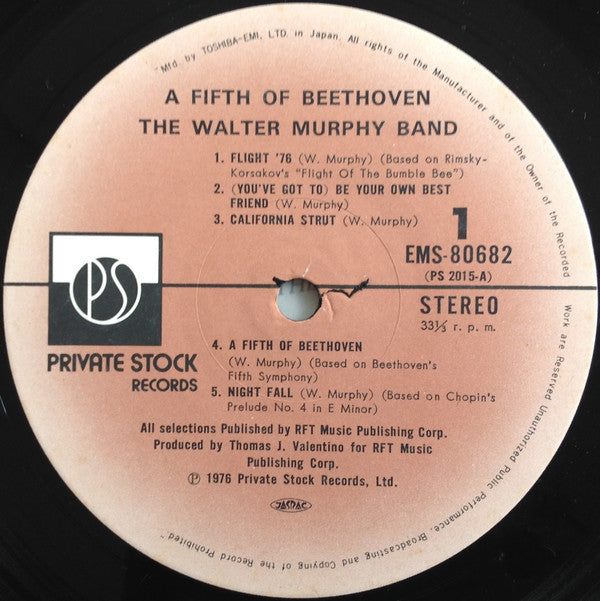 "Mfd. by TOSHIBA-EMI, LTD. in Japan. All rights of the Manufacturer and of the Owner of the Recorded Work are Reserved Unauthorized Public Performance, Broadcasting and Copying of the Record Prohibited"
A FIFTH OF BEETHOVEN
THE WALTER MURPHY BAND
1. FLIGHT '76 (W. Murphy) (Based on Rimsky-
Korsakov's "Flight Of The Bumble Bee")
2. (YOU'VE GOT TO) BE YOUR OWN BEST
FRIEND (W. Murphy)
3. CALIFORNIA STRUT (W. Murphy)
1
EMS-80682
(PS 2015-A)
STEREO
33⅓ r. p. m.
PS
PRIVATE STOCK
RECORDS
4. A FIFTH OF BEETHOVEN
(W. Murphy) (Based on Beethoven's
Fifth Symphony)
5. NIGHT FALL (W. Murphy) (Based on Chopin's
Prelude No. 4 in E Minor)
All selections Published by RFT Music Publishing Corp.
Produced by Thomas J. Valentino for RFT Music
Publishing Corp.
Ⓟ 1976 Private Stock Records, Ltd.
JASRAC